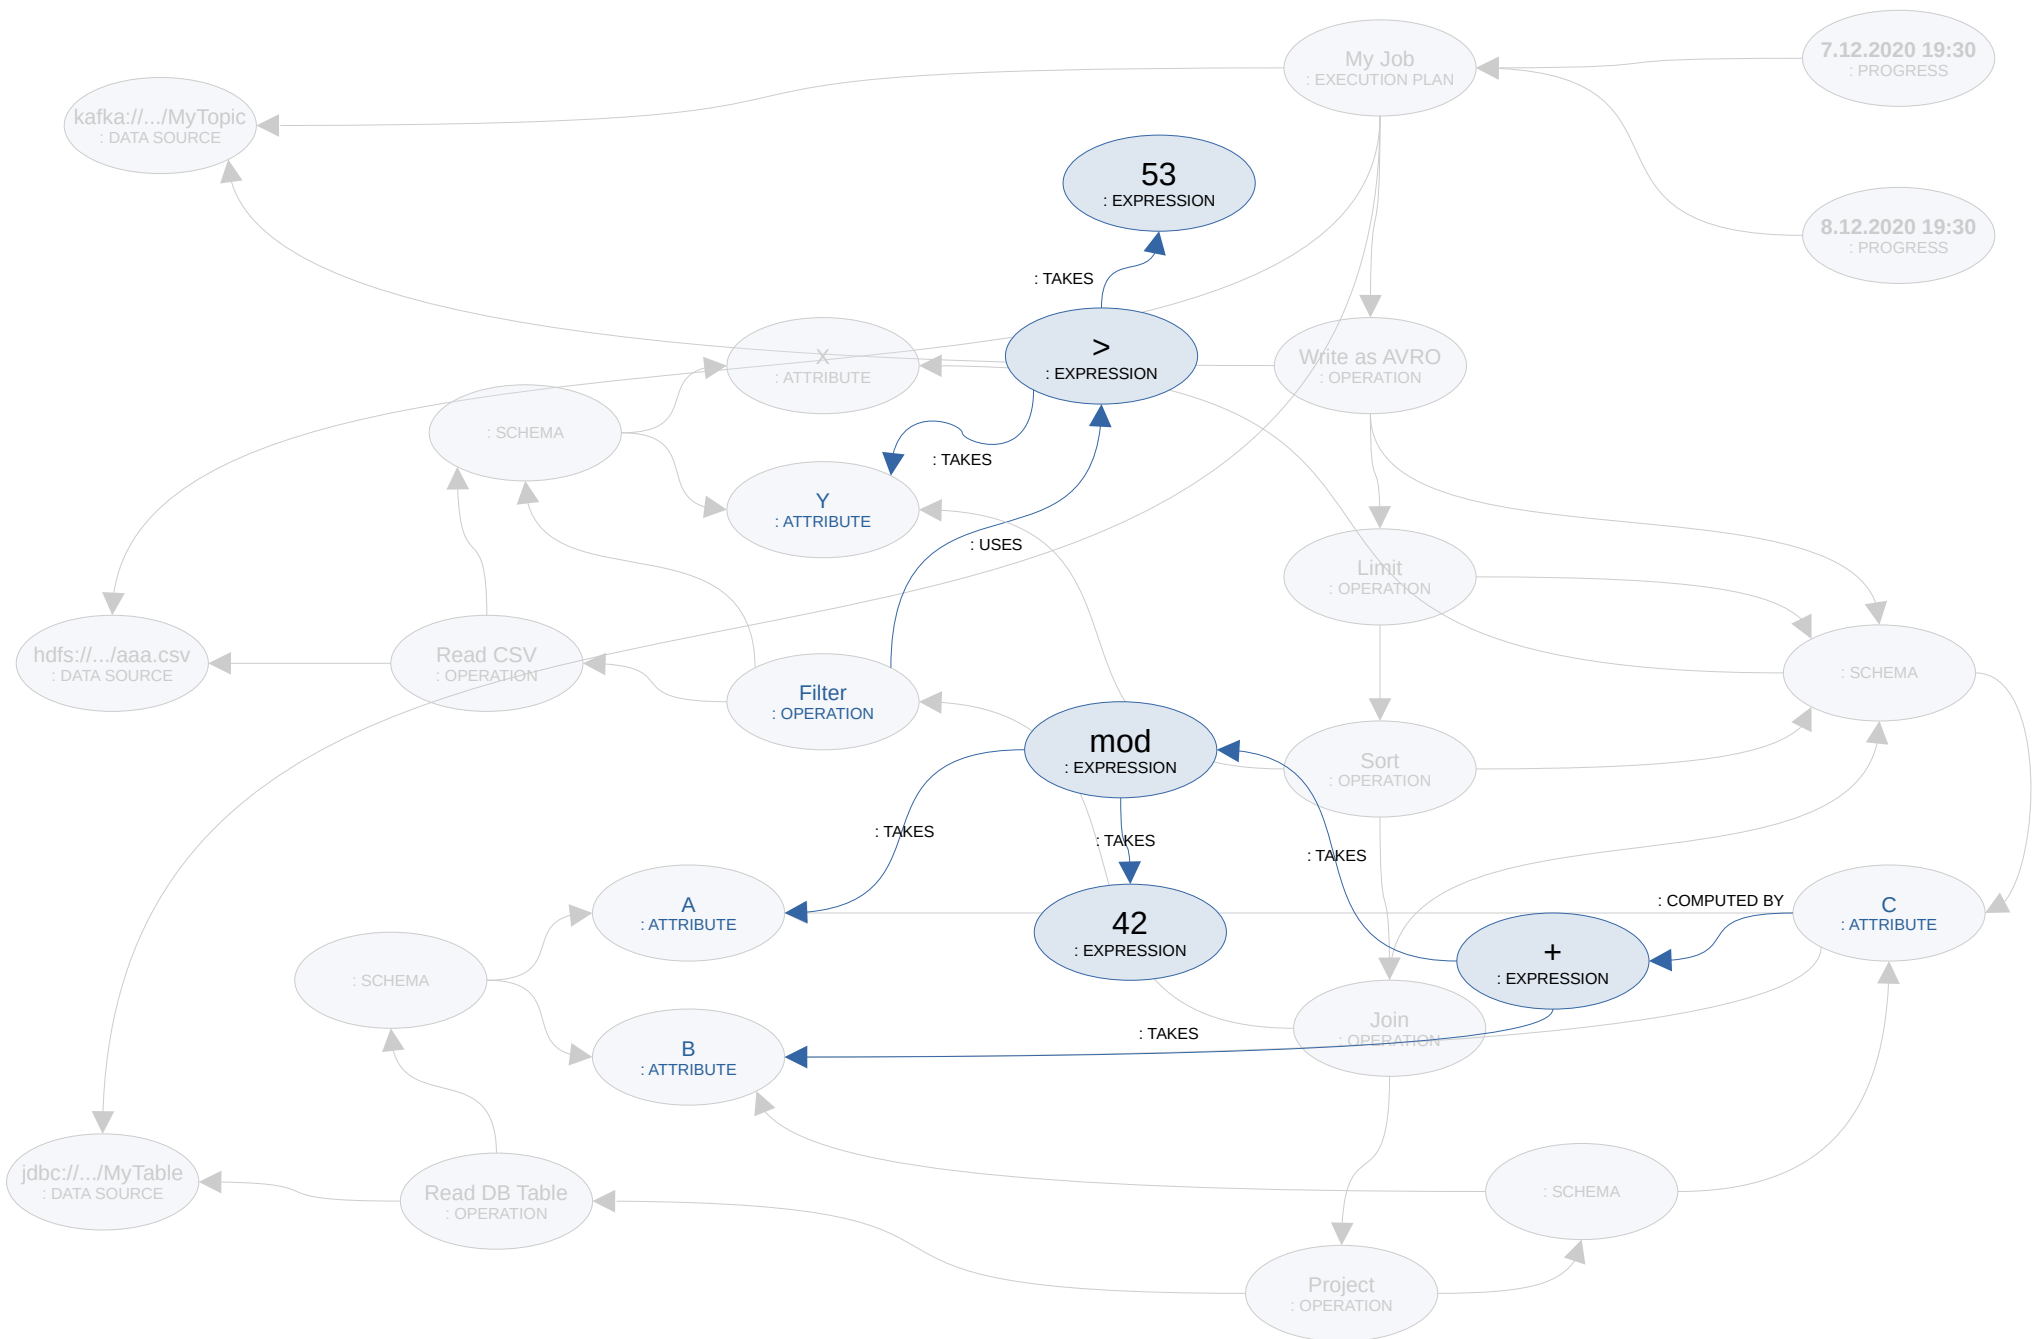 My Job
: EXECUTION PLAN
7.12.2020 19:30
: PROGRESS
kafka://.../MyTopic
: DATA SOURCE
53
: EXPRESSION
8.12.2020 19:30
: PROGRESS
: TAKES
>
: EXPRESSION
X
: ATTRIBUTE
Write as AVRO
: OPERATION
: SCHEMA
: TAKES
Y
: ATTRIBUTE
: USES
Limit
: OPERATION
hdfs://.../aaa.csv
: DATA SOURCE
Read CSV
: OPERATION
Filter
: OPERATION
: SCHEMA
mod
: EXPRESSION
Sort
: OPERATION
: TAKES
: TAKES
: TAKES
A
: ATTRIBUTE
42
: EXPRESSION
: COMPUTED BY
C
: ATTRIBUTE
+
: EXPRESSION
: SCHEMA
Join
: OPERATION
: TAKES
B
: ATTRIBUTE
jdbc://.../MyTable
: DATA SOURCE
Read DB Table
: OPERATION
: SCHEMA
Project
: OPERATION